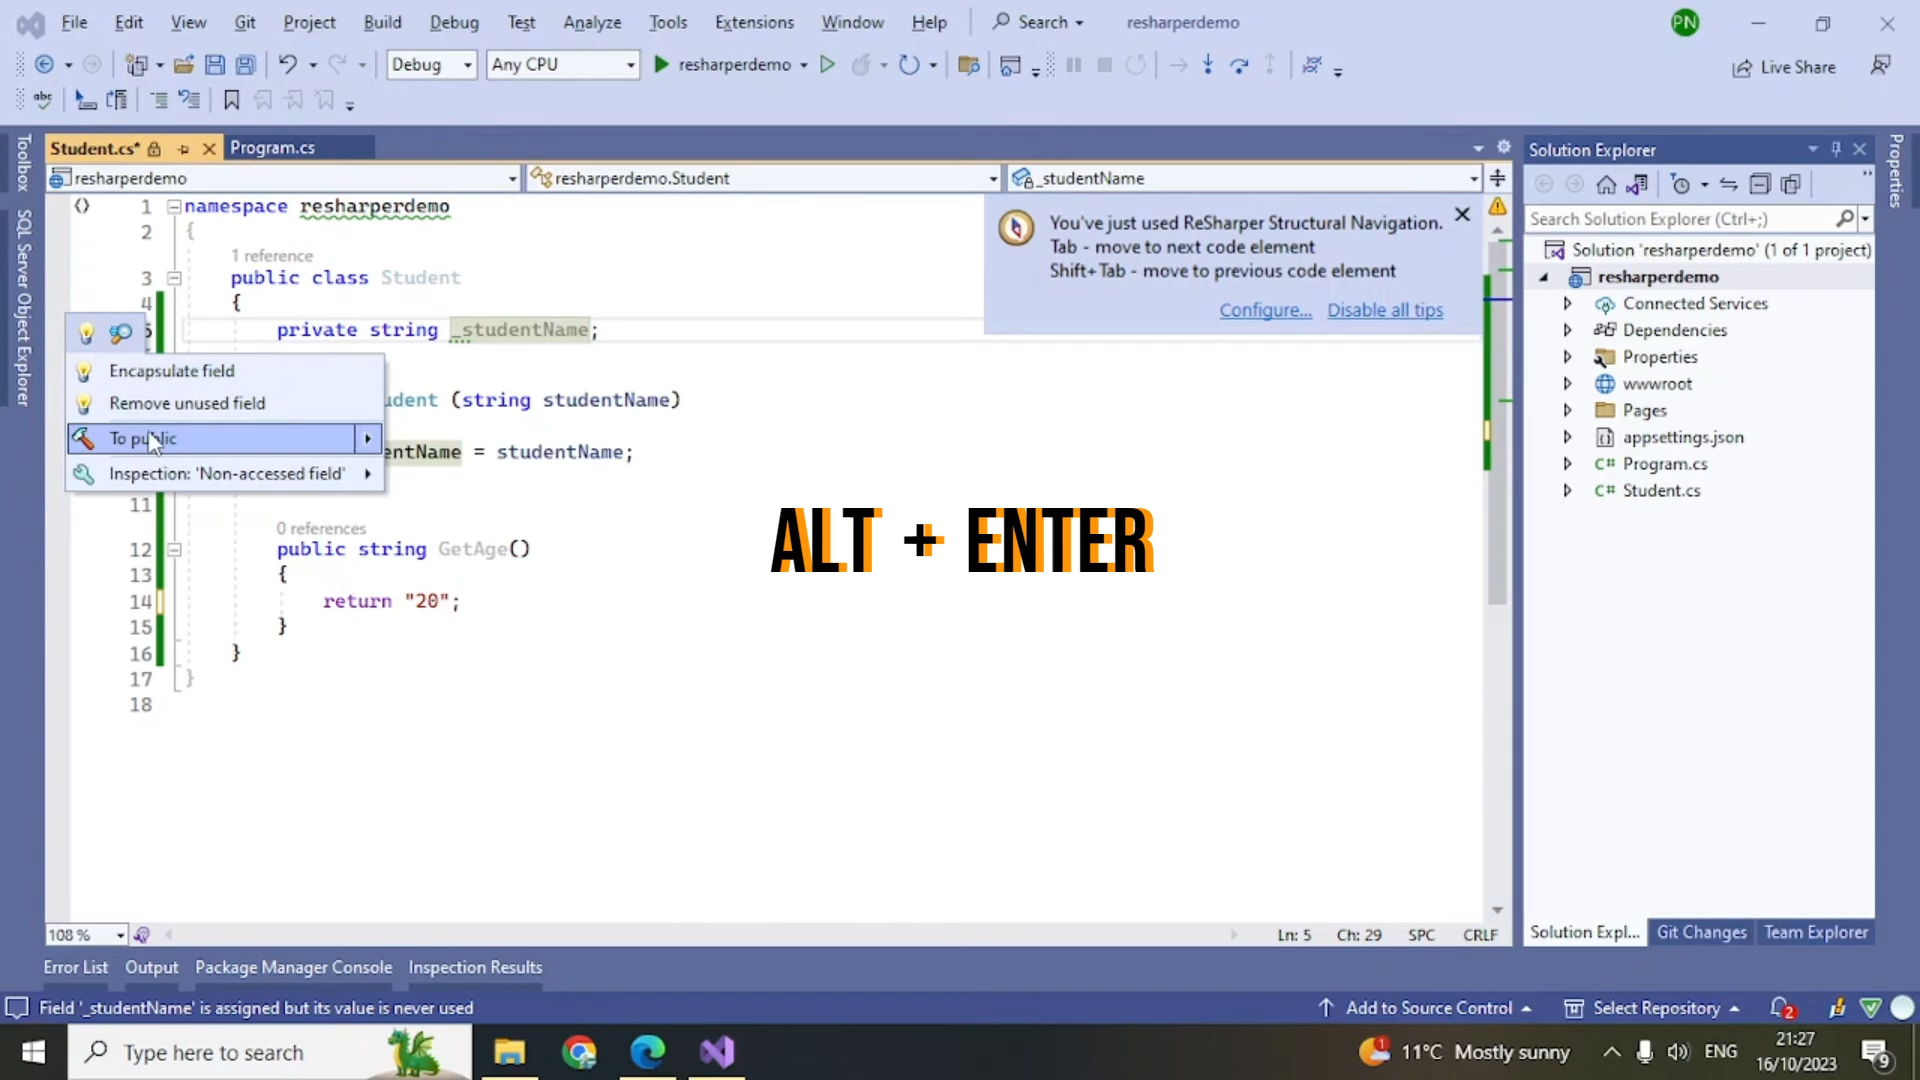 File Edit View Git Project Build Debug Test Analyze Tools Extensions Window Help Search resharperdemo PN
Debug Any CPU resharperdemo Live Share
abc
Toolbox
SQL Server Object Explorer
Student.cs* Program.cs
resharperdemo resharperdemo.Student _studentName
1 namespace resharperdemo
2 {
1 reference
3 public class Student
4 {
5 private string _studentName;
udent (string studentName)
entName = studentName;
11
0 references
12 public string GetAge()
13 {
14 return "20";
15 }
16 }
17 }
18
Encapsulate field
Remove unused field
To public
Inspection: 'Non-accessed field'
You've just used ReSharper Structural Navigation.
Tab - move to next code element
Shift+Tab - move to previous code element
Configure... Disable all tips
ALT + ENTER
Solution Explorer
Search Solution Explorer (Ctrl+;)
Solution 'resharperdemo' (1 of 1 project)
resharperdemo
Connected Services
Dependencies
Properties
wwwroot
Pages
appsettings.json
C# Program.cs
C# Student.cs
Properties
108 % Ln: 5 Ch: 29 SPC CRLF
Solution Expl... Git Changes Team Explorer
Error List Output Package Manager Console Inspection Results
Field '_studentName' is assigned but its value is never used Add to Source Control Select Repository 2
Type here to search 1 11°C Mostly sunny ENG 21:27
16/10/2023 9